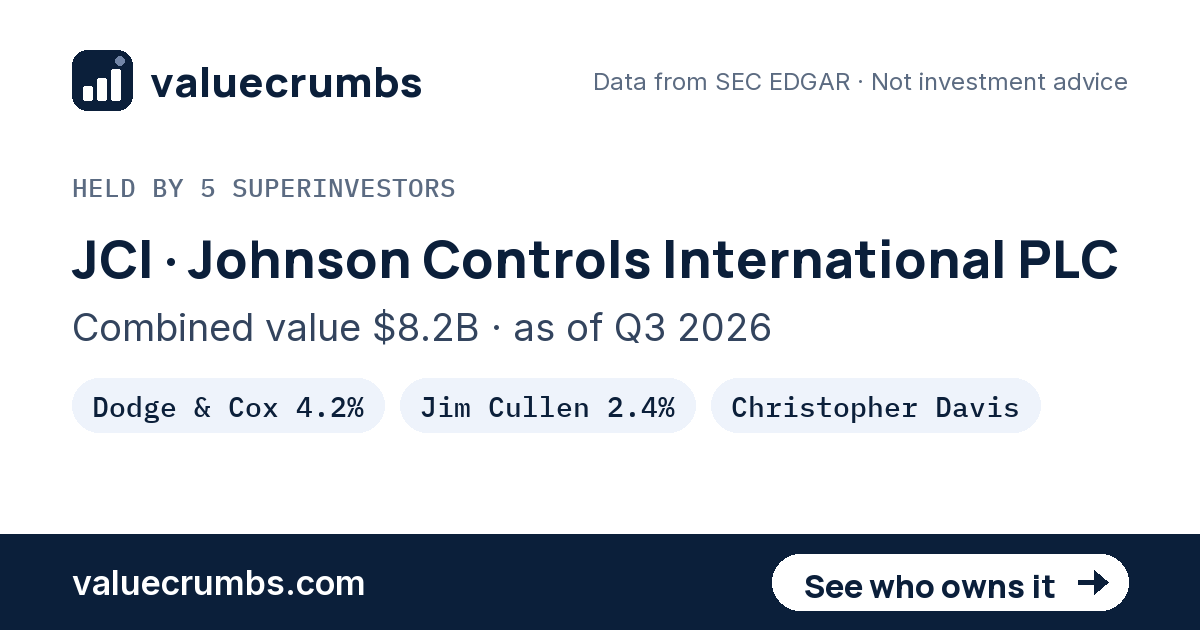 valuecrumbs
Data from SEC EDGAR · Not investment advice
HELD BY 5 SUPERINVESTORS
JCI · Johnson Controls International PLC
Combined value $8.2B · as of Q3 2026
Dodge & Cox 4.2%
Jim Cullen 2.4%
Christopher Davis
valuecrumbs.com
See who owns it →